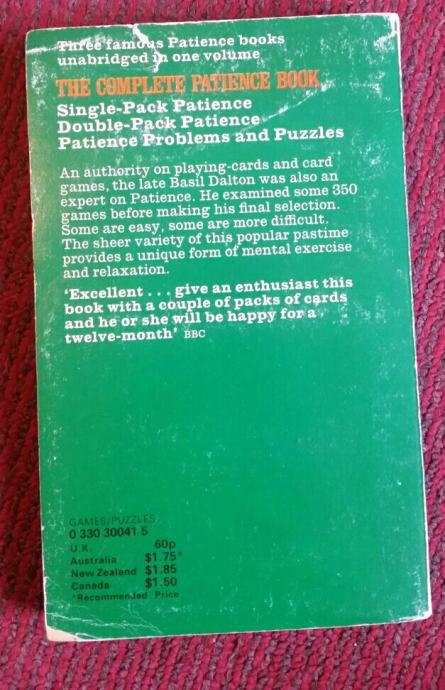 Three famous Patience books
unabridged in one volume
THE COMPLETE PATIENCE BOOK
Single-Pack Patience
Double-Pack Patience
Patience Problems and Puzzles
An authority on playing-cards and card
games, the late Basil Dalton was also an
expert on Patience. He examined some 350
games before making his final selection.
Some are easy, some are more difficult.
The sheer variety of this popular pastime
provides a unique form of mental exercise
and relaxation.
‘Excellent . . . give an enthusiast this
book with a couple of packs of cards
and he or she will be happy for a
twelve-month’ BBC
GAMES/PUZZLES
0 330 30041 5
U.K. 60p
Australia $1.75*
New Zealand $1.85
Canada $1.50
*Recommended Price